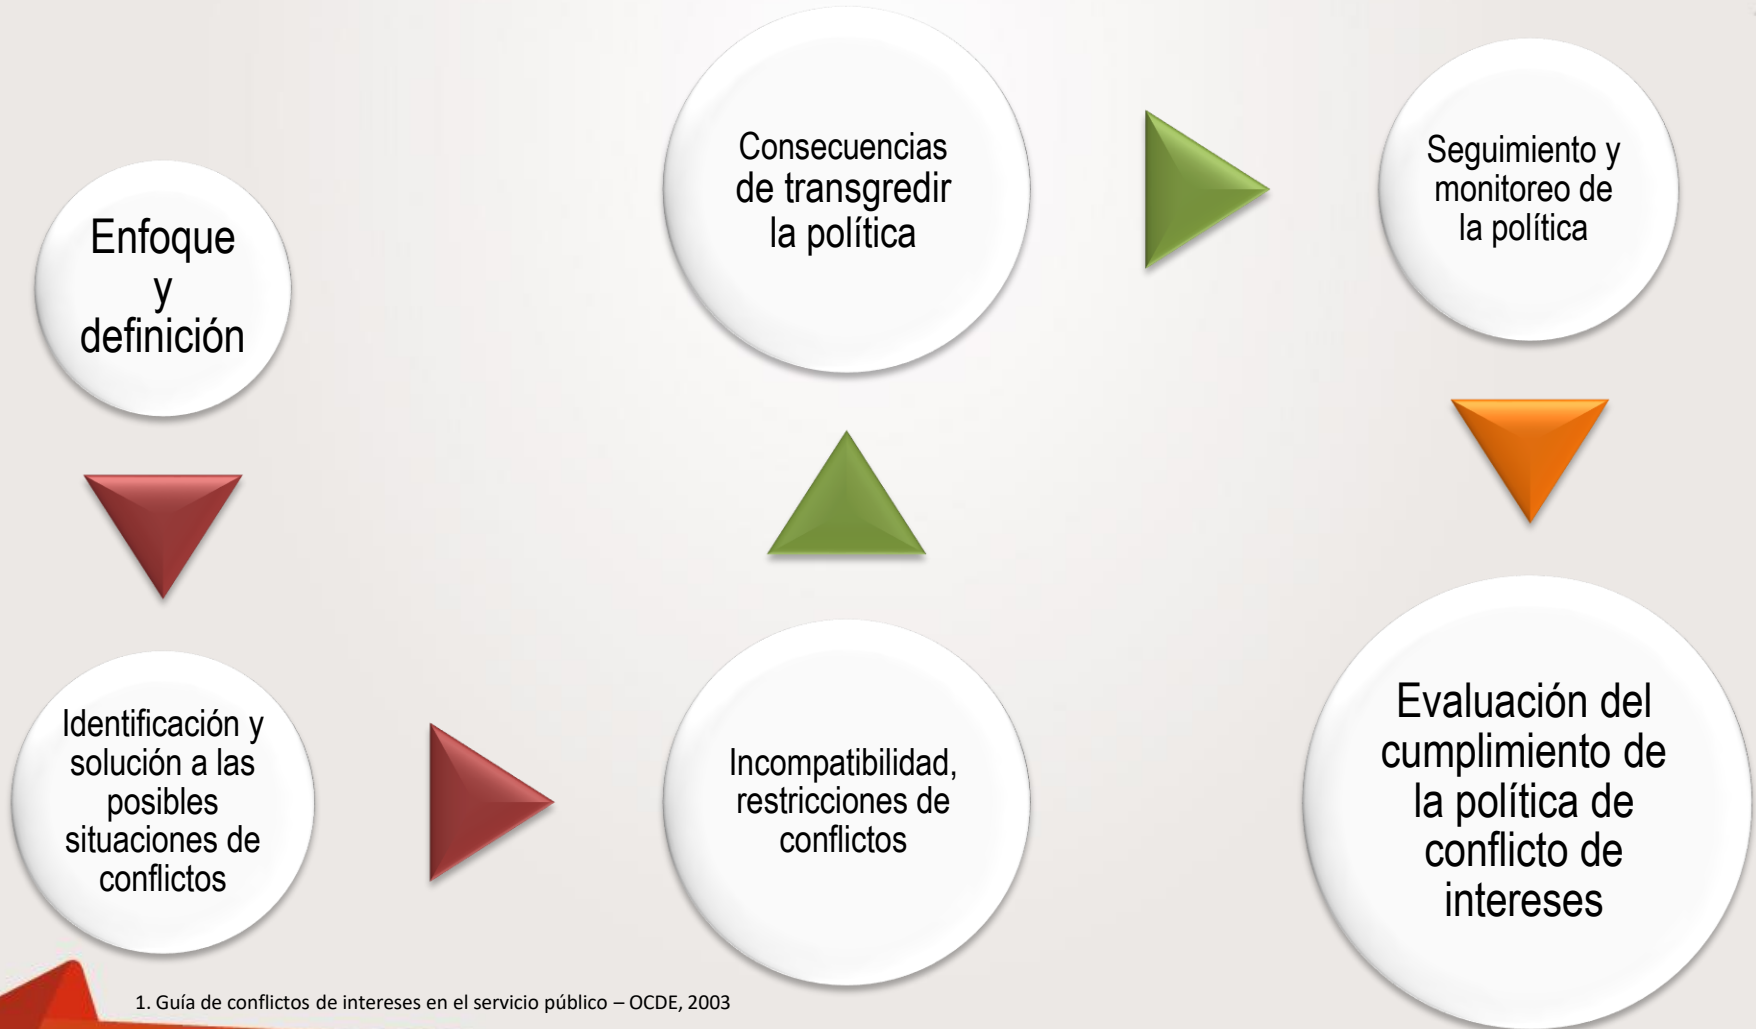 Enfoque
y
definición
Identificación y
solución a las
posibles
situaciones de
conflictos
Incompatibilidad,
restricciones de
conflictos
Consecuencias
de transgredir
la política
Seguimiento y
monitoreo de
la política
Evaluación del
cumplimiento de
la política de
conflicto de
intereses
1. Guía de conflictos de intereses en el servicio público – OCDE, 2003